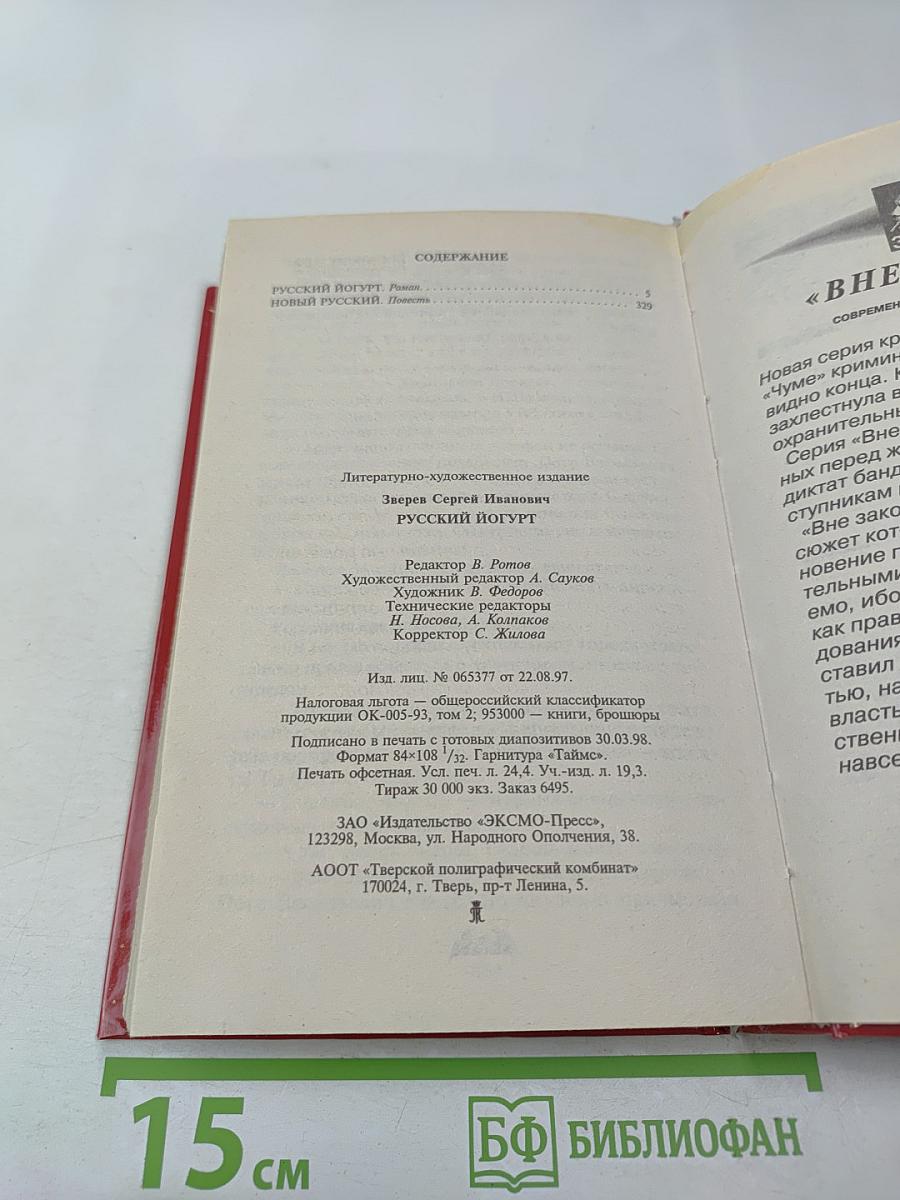 СОДЕРЖАНИЕ
РУССКИЙ ЙОГУРТ. Роман. . . . . . . . . . . . . . . . . . . . . . . . . . . . . . 5
НОВЫЙ РУССКИЙ. Повесть . . . . . . . . . . . . . . . . . . . . . . . . . . . . 329
Литературно-художественное издание
Зверев Сергей Иванович
РУССКИЙ ЙОГУРТ
Редактор В. Ротов
Художественный редактор А. Сауков
Художник В. Федоров
Технические редакторы
Н. Носова, А. Колпаков
Корректор С. Жилова
Изд. лиц. № 065377 от 22.08.97.
Налоговая льгота — общероссийский классификатор
продукции ОК-005-93, том 2; 953000 — книги, брошюры
Подписано в печать с готовых диапозитивов 30.03.98.
Формат 84×108 1/32. Гарнитура «Таймс».
Печать офсетная. Усл. печ. л. 24,4. Уч.-изд. л. 19,3.
Тираж 30 000 экз. Заказ 6495.
ЗАО «Издательство «ЭКСМО-Пресс»,
123298, Москва, ул. Народного Ополчения, 38.
АООТ «Тверской полиграфический комбинат»
170024, г. Тверь, пр-т Ленина, 5.
«ВНЕ
СОВРЕМЕН
Новая серия кр
«Чуме» кримин
видно конца. К
захлестнула в
охранительны
Серия «Вне
ных перед ж
диктат банд
ступникам
«Вне зако
сюжет кот
новение п
тельными
емо, ибо
как прав
дования
ставил
тью, на
власть
ствен
навсе
15 см
БФ БИБЛИОФАН